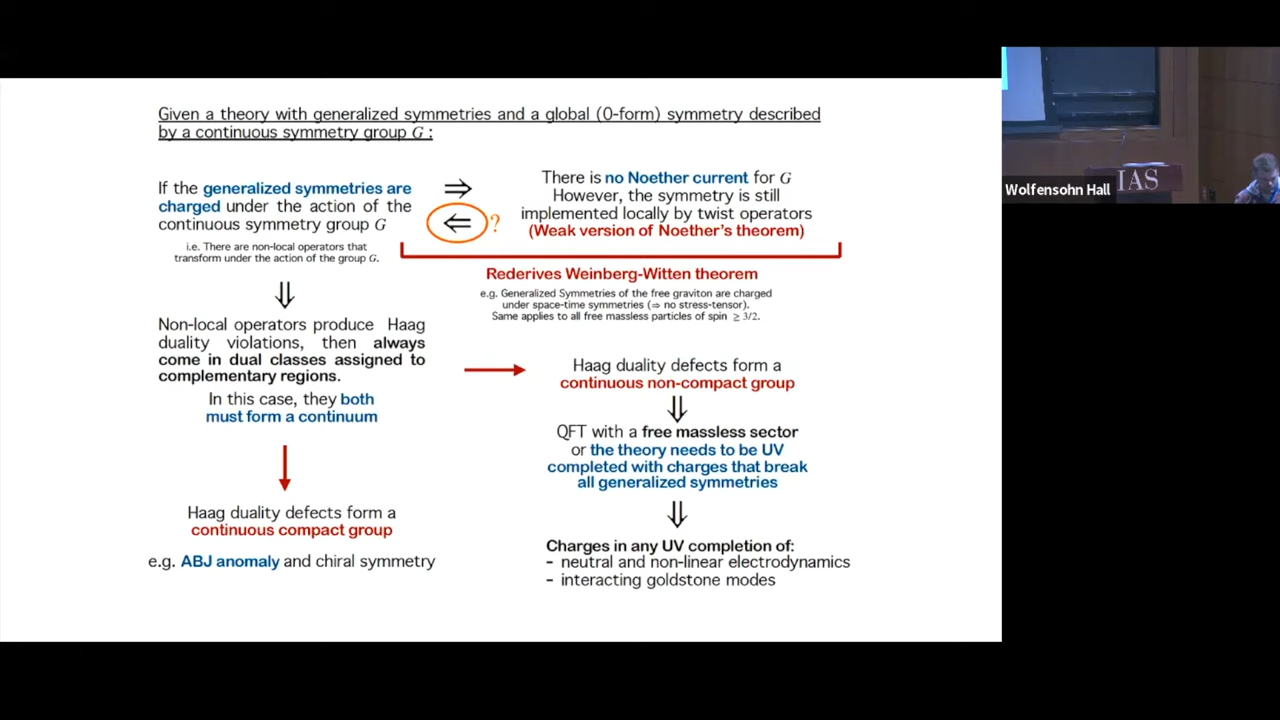 Given a theory with generalized symmetries and a global (0-form) symmetry described
by a continuous symmetry group G :
If the generalized symmetries are
charged under the action of the
continuous symmetry group G
i.e. There are non-local operators that
transform under the action of the group G.
⇒
⇐ ?
There is no Noether current for G
However, the symmetry is still
implemented locally by twist operators
(Weak version of Noether's theorem)
Rederives Weinberg-Witten theorem
e.g. Generalized Symmetries of the free graviton are charged
under space-time symmetries (⇒ no stress-tensor).
Same applies to all free massless particles of spin ≥ 3/2.
⇓
Non-local operators produce Haag
duality violations, then always
come in dual classes assigned to
complementary regions.
In this case, they both
must form a continuum
Haag duality defects form a
continuous compact group
e.g. ABJ anomaly and chiral symmetry
Haag duality defects form a
continuous non-compact group
⇓
QFT with a free massless sector
or the theory needs to be UV
completed with charges that break
all generalized symmetries
⇓
Charges in any UV completion of:
- neutral and non-linear electrodynamics
- interacting goldstone modes
Wolfensohn Hall
IAS